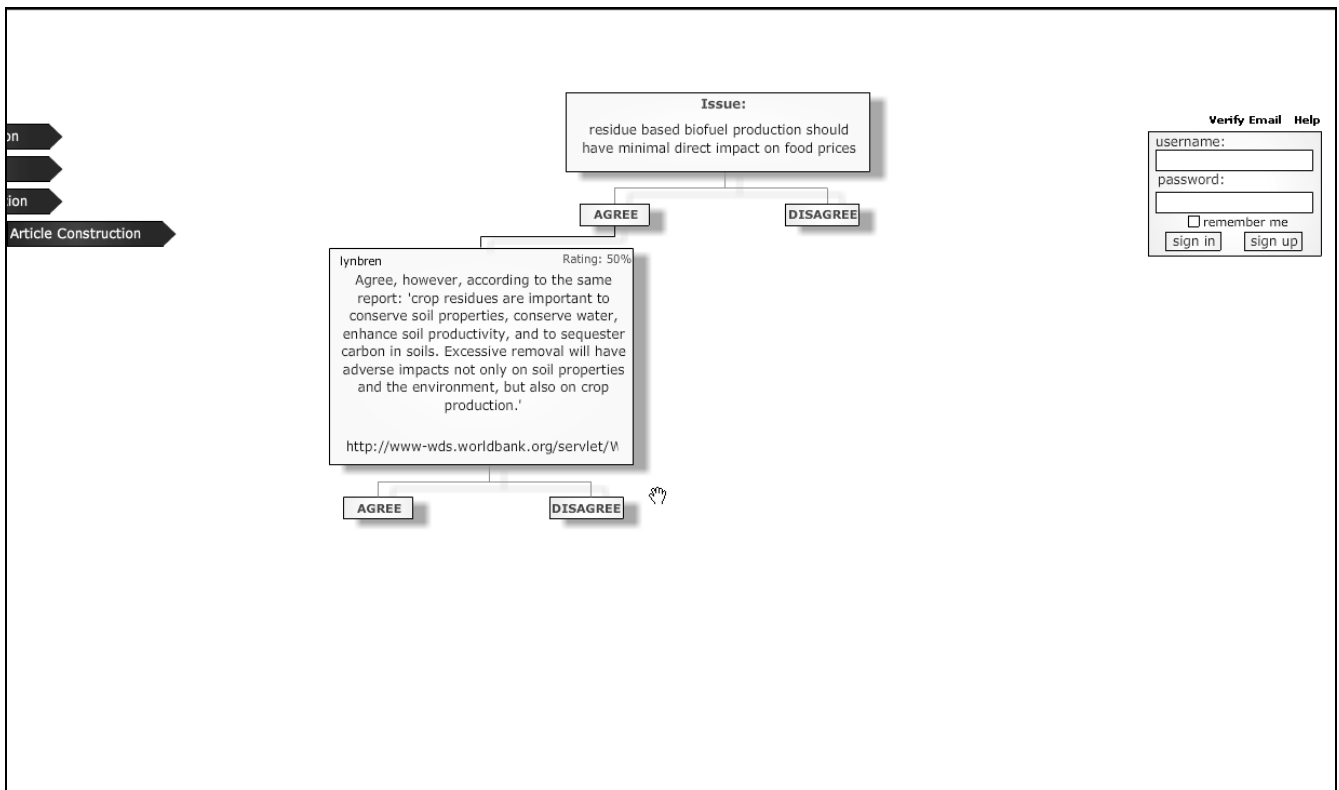 Issue:
residue based biofuel production should
have minimal direct impact on food prices
AGREE
DISAGREE
lynbren
Rating: 50%
Agree, however, according to the same
report: 'crop residues are important to
conserve soil properties, conserve water,
enhance soil productivity, and to sequester
carbon in soils. Excessive removal will have
adverse impacts not only on soil properties
and the environment, but also on crop
production.'
http://www-wds.worldbank.org/servlet/W
AGREE
DISAGREE
Article Construction
Verify Email Help
username:
password:
remember me
sign in sign up